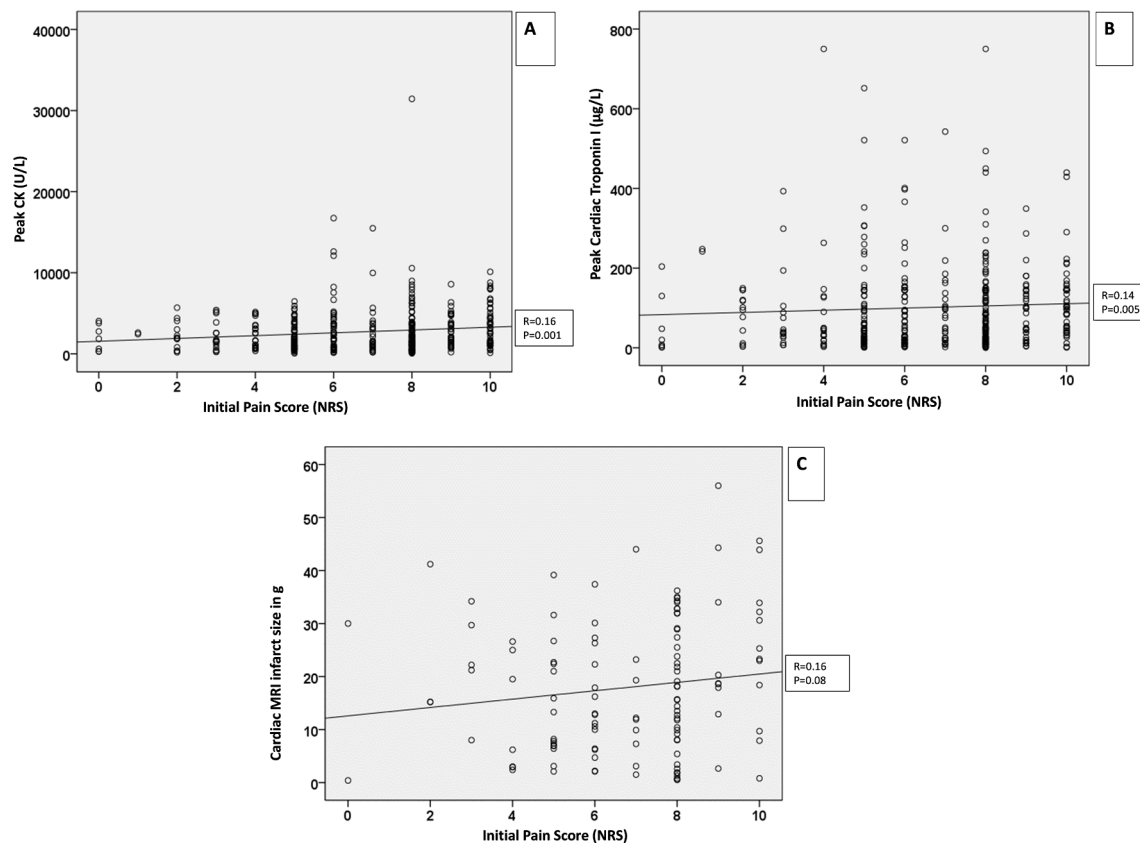 A
Peak CK (U/L)
40000
30000
20000
10000
0
0 2 4 6 8 10
Initial Pain Score (NRS)
R=0.16
P=0.001
B
Peak Cardiac Troponin I (µg/L)
800
600
400
200
0
0 2 4 6 8 10
Initial Pain Score (NRS)
R=0.14
P=0.005
C
Cardiac MRI infarct size in g
60
50
40
30
20
10
0
0 2 4 6 8 10
Initial Pain Score (NRS)
R=0.16
P=0.08